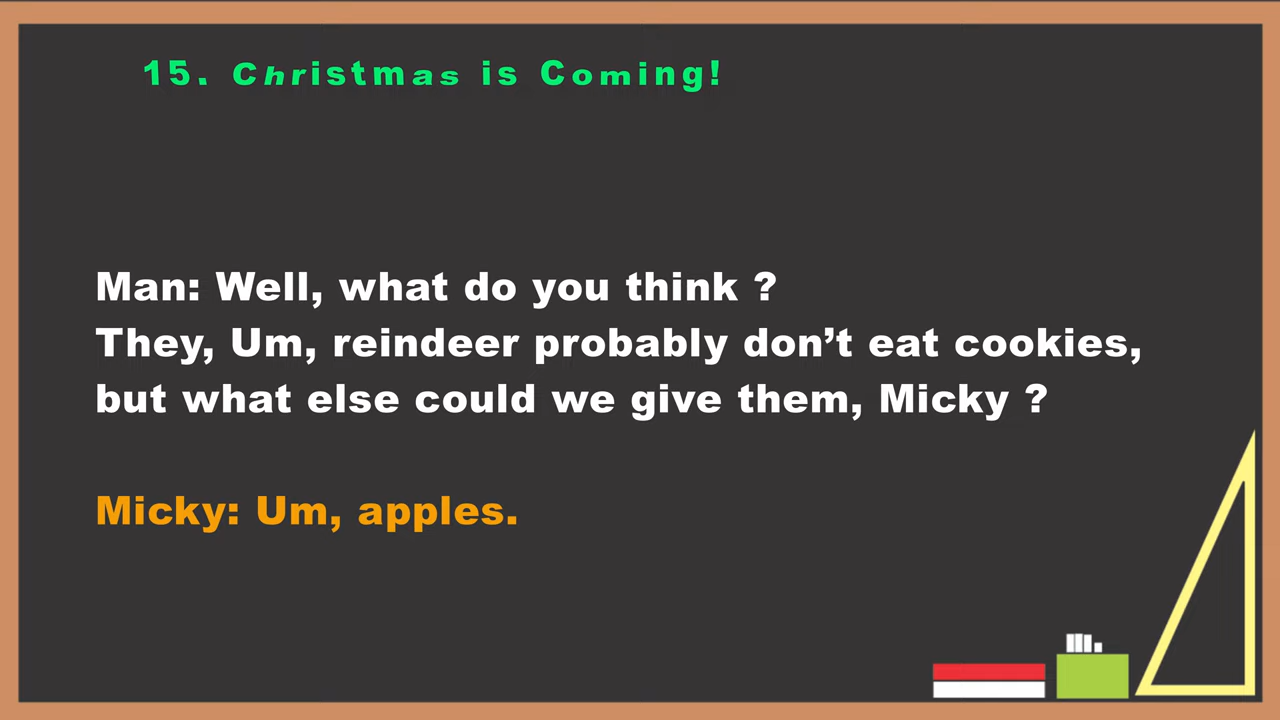 15. Christmas is Coming!
Man: Well, what do you think ?
They, Um, reindeer probably don’t eat cookies,
but what else could we give them, Micky ?
Micky: Um, apples.